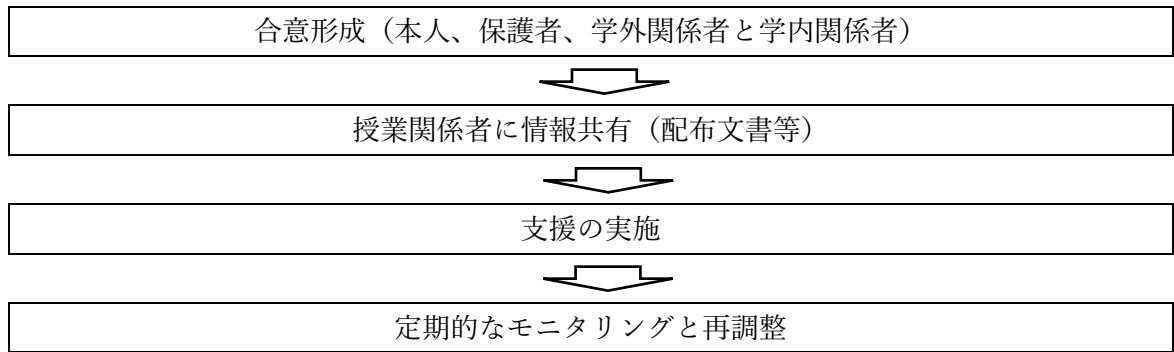 合意形成（本人、保護者、学外関係者と学内関係者）
授業関係者に情報共有（配布文書等）
支援の実施
定期的なモニタリングと再調整